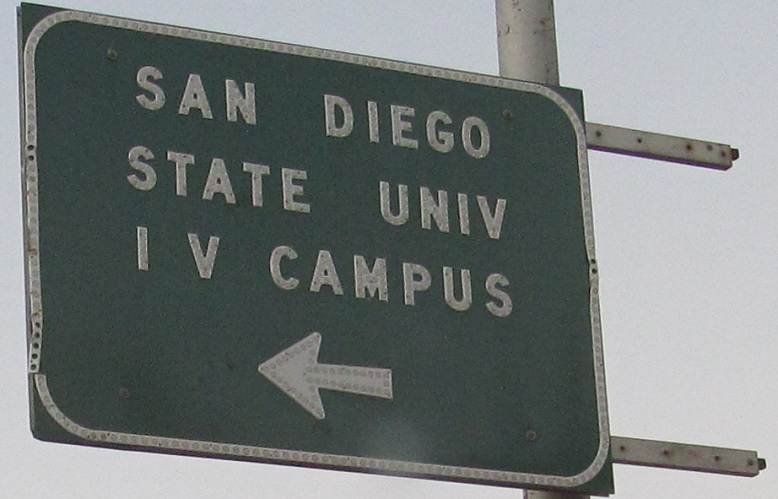 SAN DIEGO
STATE UNIV
I V CAMPUS